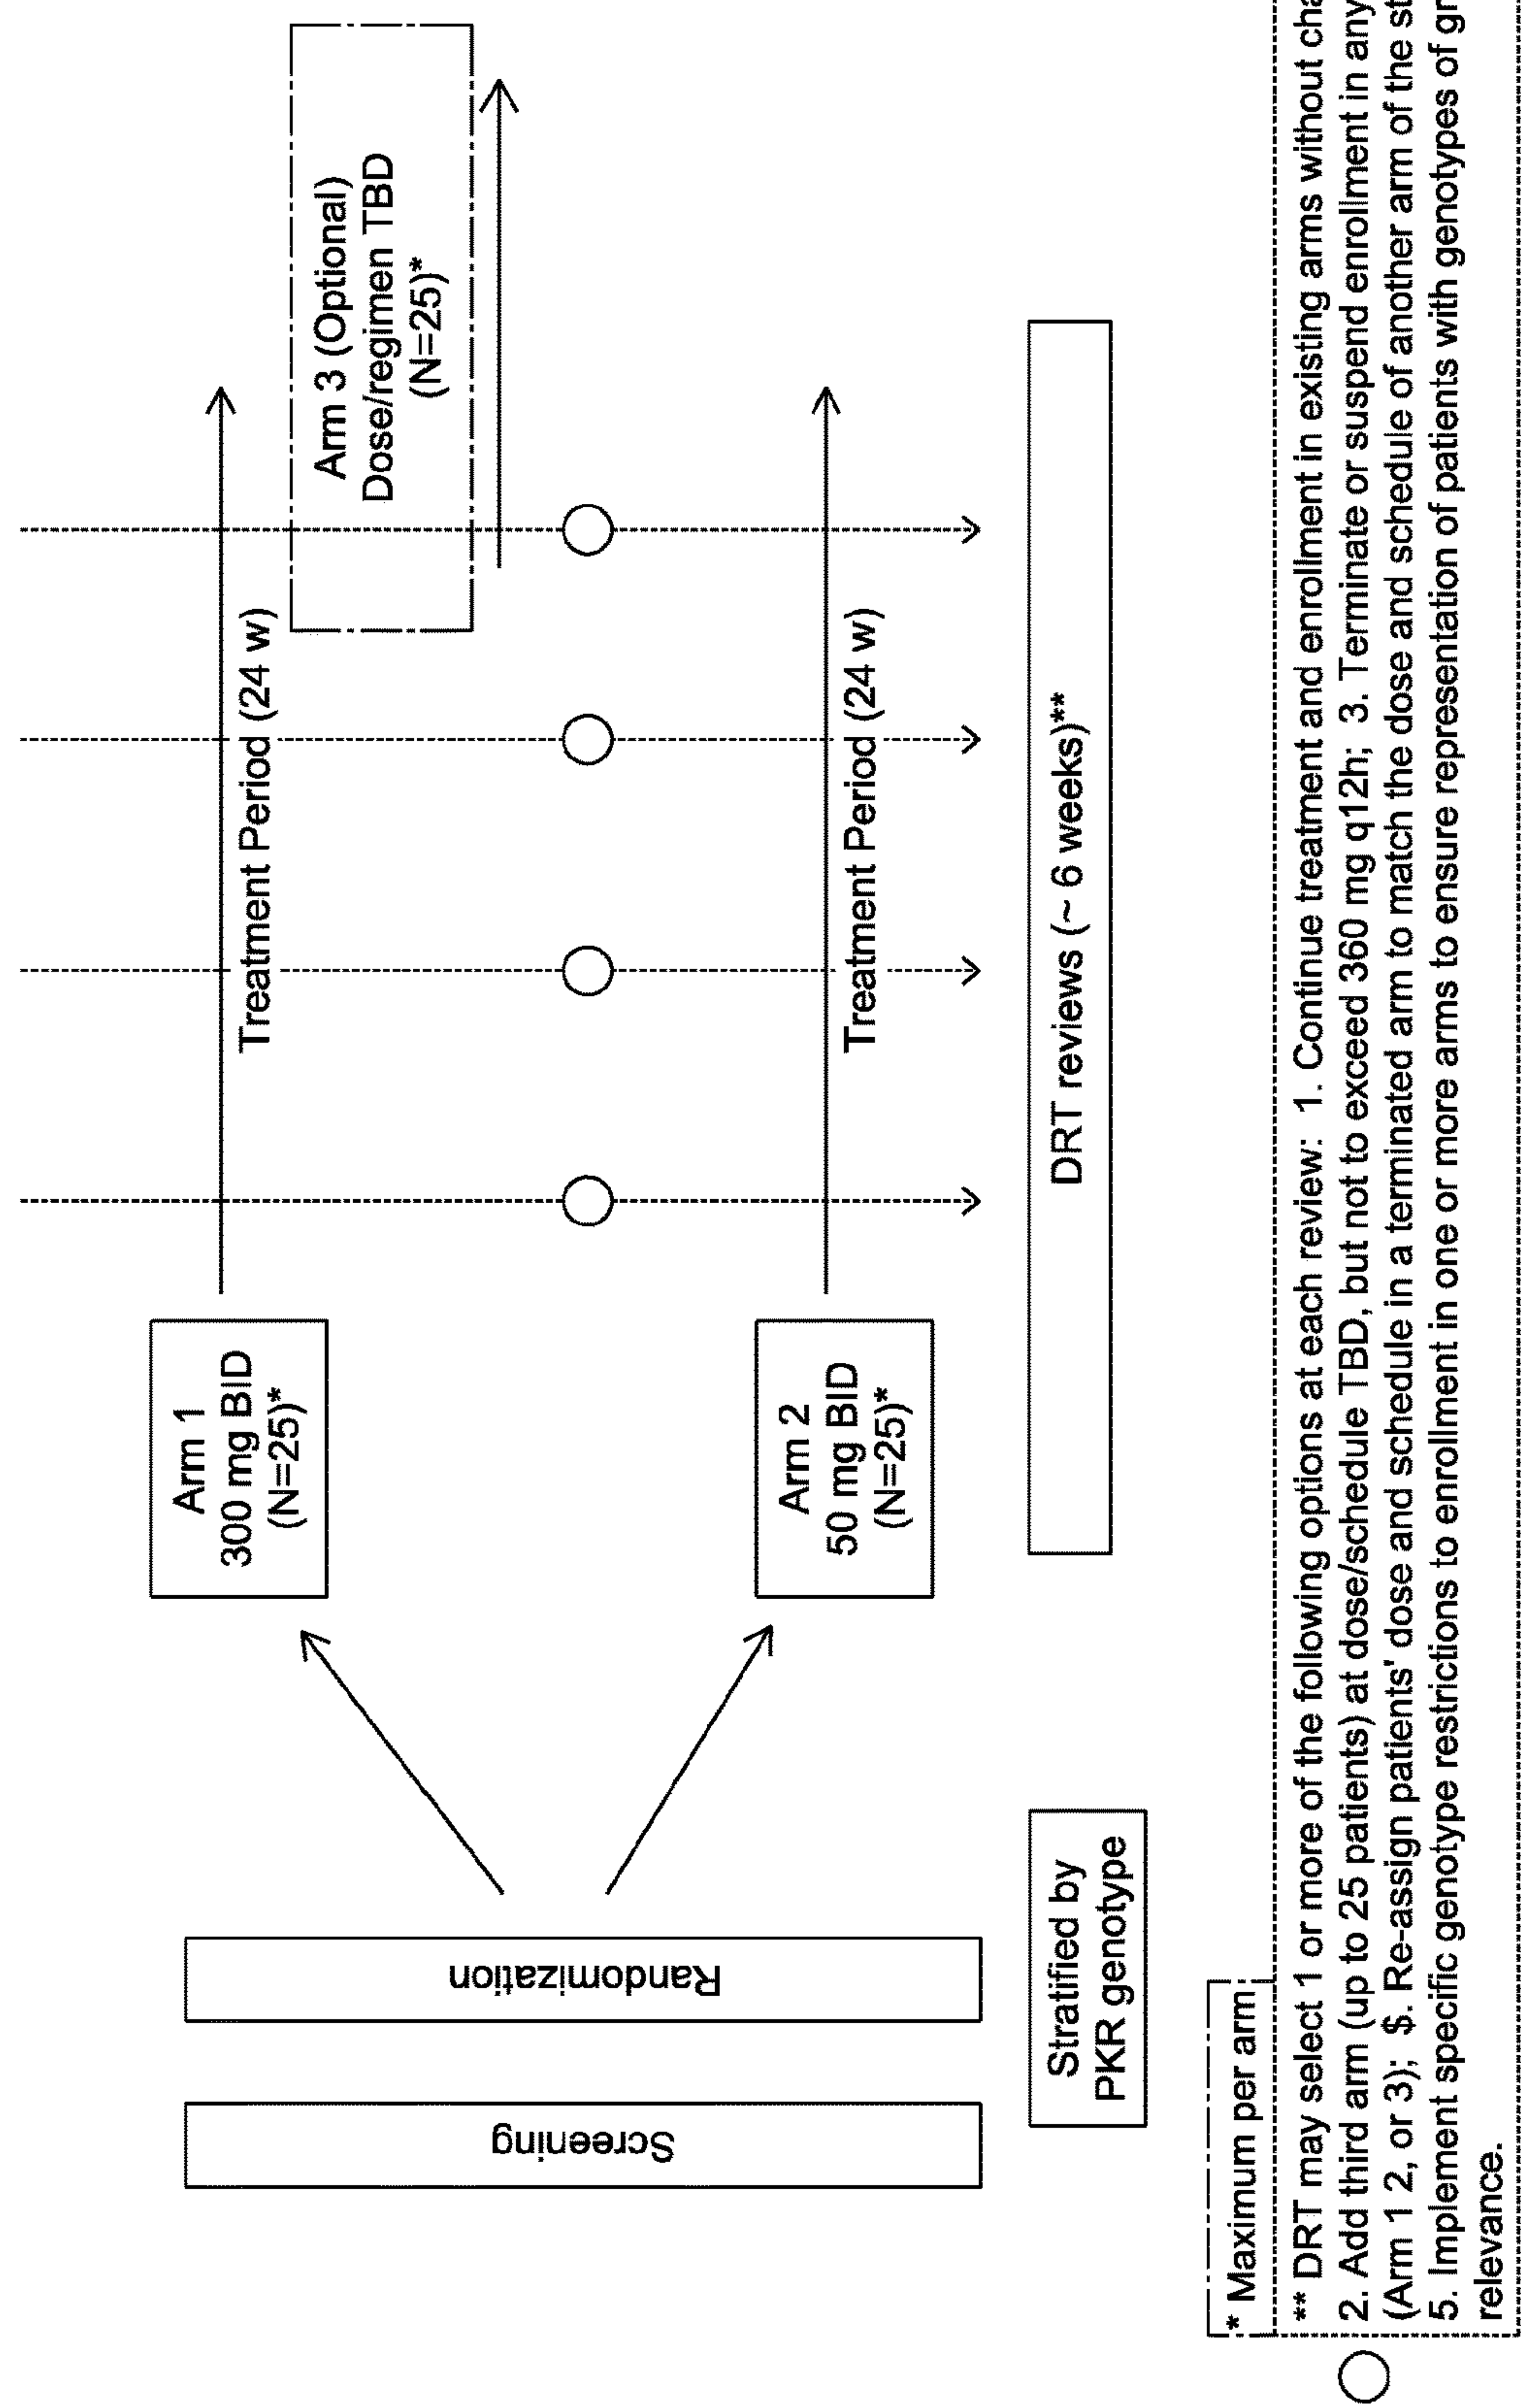 Screening
Randomization
Stratified by
PKR genotype
Arm 1
300 mg BID
(N=25)*
Treatment Period (24 w)
Arm 3 (Optional)
Dose/regimen TBD
(N=25)*
Arm 2
50 mg BID
(N=25)*
Treatment Period (24 w)
DRT reviews (~ 6 weeks)**
* Maximum per arm
** DRT may select 1 or more of the following options at each review: 1. Continue treatment and enrollment in existing arms without
2. Add third arm (up to 25 patients) at dose/schedule TBD, but not to exceed 360 mg q12h; 3. Terminate or suspend enrollment in any
(Arm 1 2, or 3); $. Re-assign patients' dose and schedule in a terminated arm to match the dose and schedule of another arm of the
5. Implement specific genotype restrictions to enrollment in one or more arms to ensure representation of patients with genotypes of
relevance.